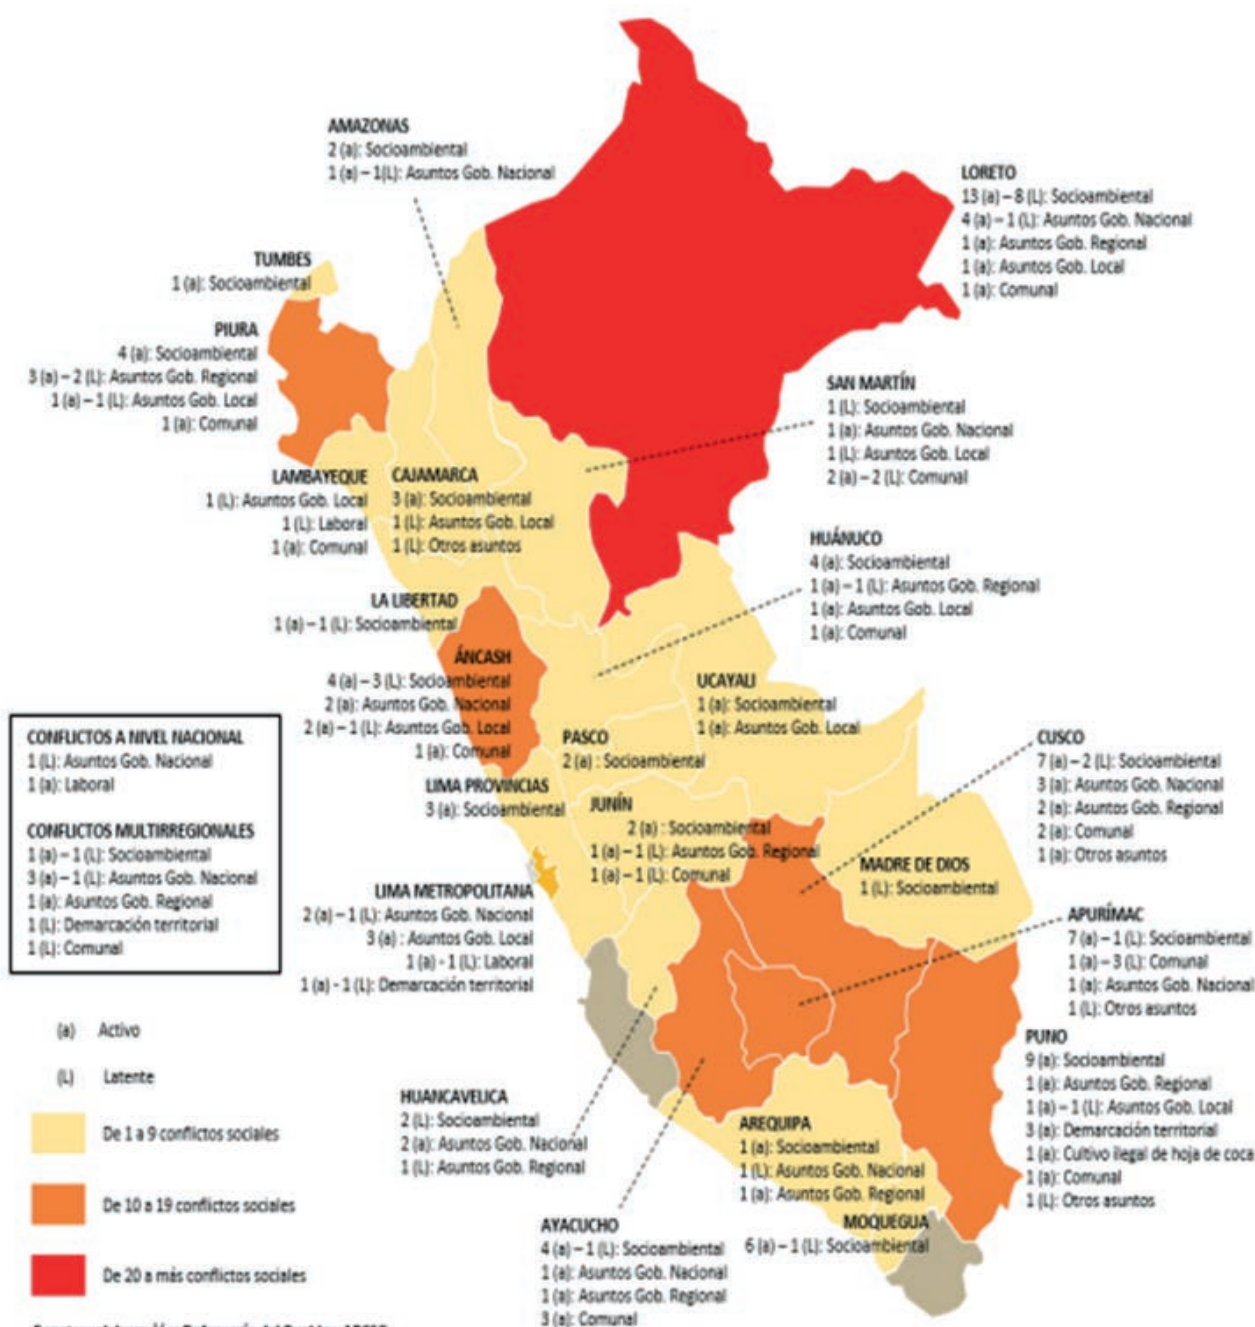 AMAZONAS
2 (a): Socioambiental
1 (a) – 1(L): Asuntos Gob. Nacional
LORETO
13 (a) – 8 (L): Socioambiental
4 (a) – 1 (L): Asuntos Gob. Nacional
1 (a): Asuntos Gob. Regional
1 (a): Asuntos Gob. Local
1 (a): Comunal
TUMBES
1 (a): Socioambiental
PIURA
4 (a): Socioambiental
3 (a) – 2 (L): Asuntos Gob. Regional
1 (a) – 1 (L): Asuntos Gob. Local
1 (a): Comunal
SAN MARTÍN
1 (L): Socioambiental
1 (a): Asuntos Gob. Nacional
1 (L): Asuntos Gob. Local
2 (a) – 2 (L): Comunal
LAMBAYEQUE
1 (L): Asuntos Gob. Local
1 (L): Laboral
1 (a): Comunal
CAJAMARCA
3 (a): Socioambiental
1 (L): Asuntos Gob. Local
1 (L): Otros asuntos
HUÁNUCO
4 (a): Socioambiental
1 (a) – 1 (L): Asuntos Gob. Regional
1 (a): Asuntos Gob. Local
1 (a): Comunal
LA LIBERTAD
1 (a) – 1 (L): Socioambiental
ÁNCASH
4 (a) – 3 (L): Socioambiental
2 (a): Asuntos Gob. Nacional
2 (a) – 1 (L): Asuntos Gob. Local
1 (a): Comunal
UCAYALI
1 (a): Socioambiental
1 (a): Asuntos Gob. Local
PASCO
2 (a) : Socioambiental
CUSCO
7 (a) – 2 (L): Socioambiental
3 (a): Asuntos Gob. Nacional
2 (a): Asuntos Gob. Regional
2 (a): Comunal
1 (a): Otros asuntos
LIMA PROVINCIAS
3 (a): Socioambiental
JUNÍN
2 (a) : Socioambiental
1 (a) – 1 (L): Asuntos Gob. Regional
1 (a) – 1 (L): Comunal
MADRE DE DIOS
1 (L): Socioambiental
CONFLICTOS A NIVEL NACIONAL
1 (L): Asuntos Gob. Nacional
1 (a): Laboral
CONFLICTOS MULTIRREGIONALES
1 (a) – 1 (L): Socioambiental
3 (a) – 1 (L): Asuntos Gob. Nacional
1 (a): Asuntos Gob. Regional
1 (L): Demarcación territorial
1 (L): Comunal
LIMA METROPOLITANA
2 (a) – 1 (L): Asuntos Gob. Nacional
3 (a) : Asuntos Gob. Local
1 (a) - 1 (L): Laboral
1 (a) - 1 (L): Demarcación territorial
APURÍMAC
7 (a) – 1 (L): Socioambiental
1 (a) – 3 (L): Comunal
1 (a): Asuntos Gob. Nacional
1 (L): Otros asuntos
PUNO
9 (a): Socioambiental
1 (a): Asuntos Gob. Regional
1 (a) – 1 (L): Asuntos Gob. Local
3 (a): Demarcación territorial
1 (a): Cultivo ilegal de hoja de coca
1 (a): Comunal
1 (L): Otros asuntos
(a) Activo
(L) Latente
De 1 a 9 conflictos sociales
De 10 a 19 conflictos sociales
De 20 a más conflictos sociales
HUANCAVELICA
2 (L): Socioambiental
2 (a): Asuntos Gob. Nacional
1 (L): Asuntos Gob. Regional
AREQUIPA
1 (a): Socioambiental
1 (L): Asuntos Gob. Nacional
1 (a): Asuntos Gob. Regional
MOQUEGUA
6 (a) – 1 (L): Socioambiental
AYACUCHO
4 (a) – 1 (L): Socioambiental
1 (a): Asuntos Gob. Nacional
1 (a): Asuntos Gob. Regional
3 (a): Comunal